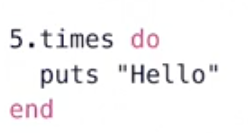 5.times do
  puts "Hello"
end